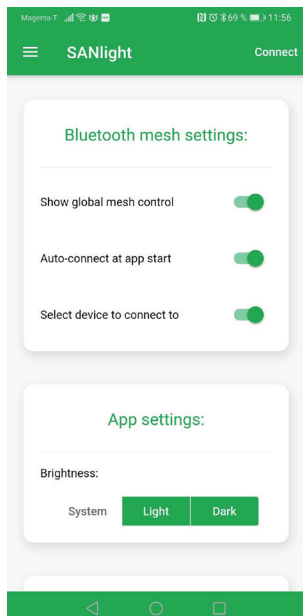 Magenta-T- 69 % 11:56
SANlight Connect
Bluetooth mesh settings:
Show global mesh control
Auto-connect at app start
Select device to connect to
App settings:
Brightness:
System Light Dark